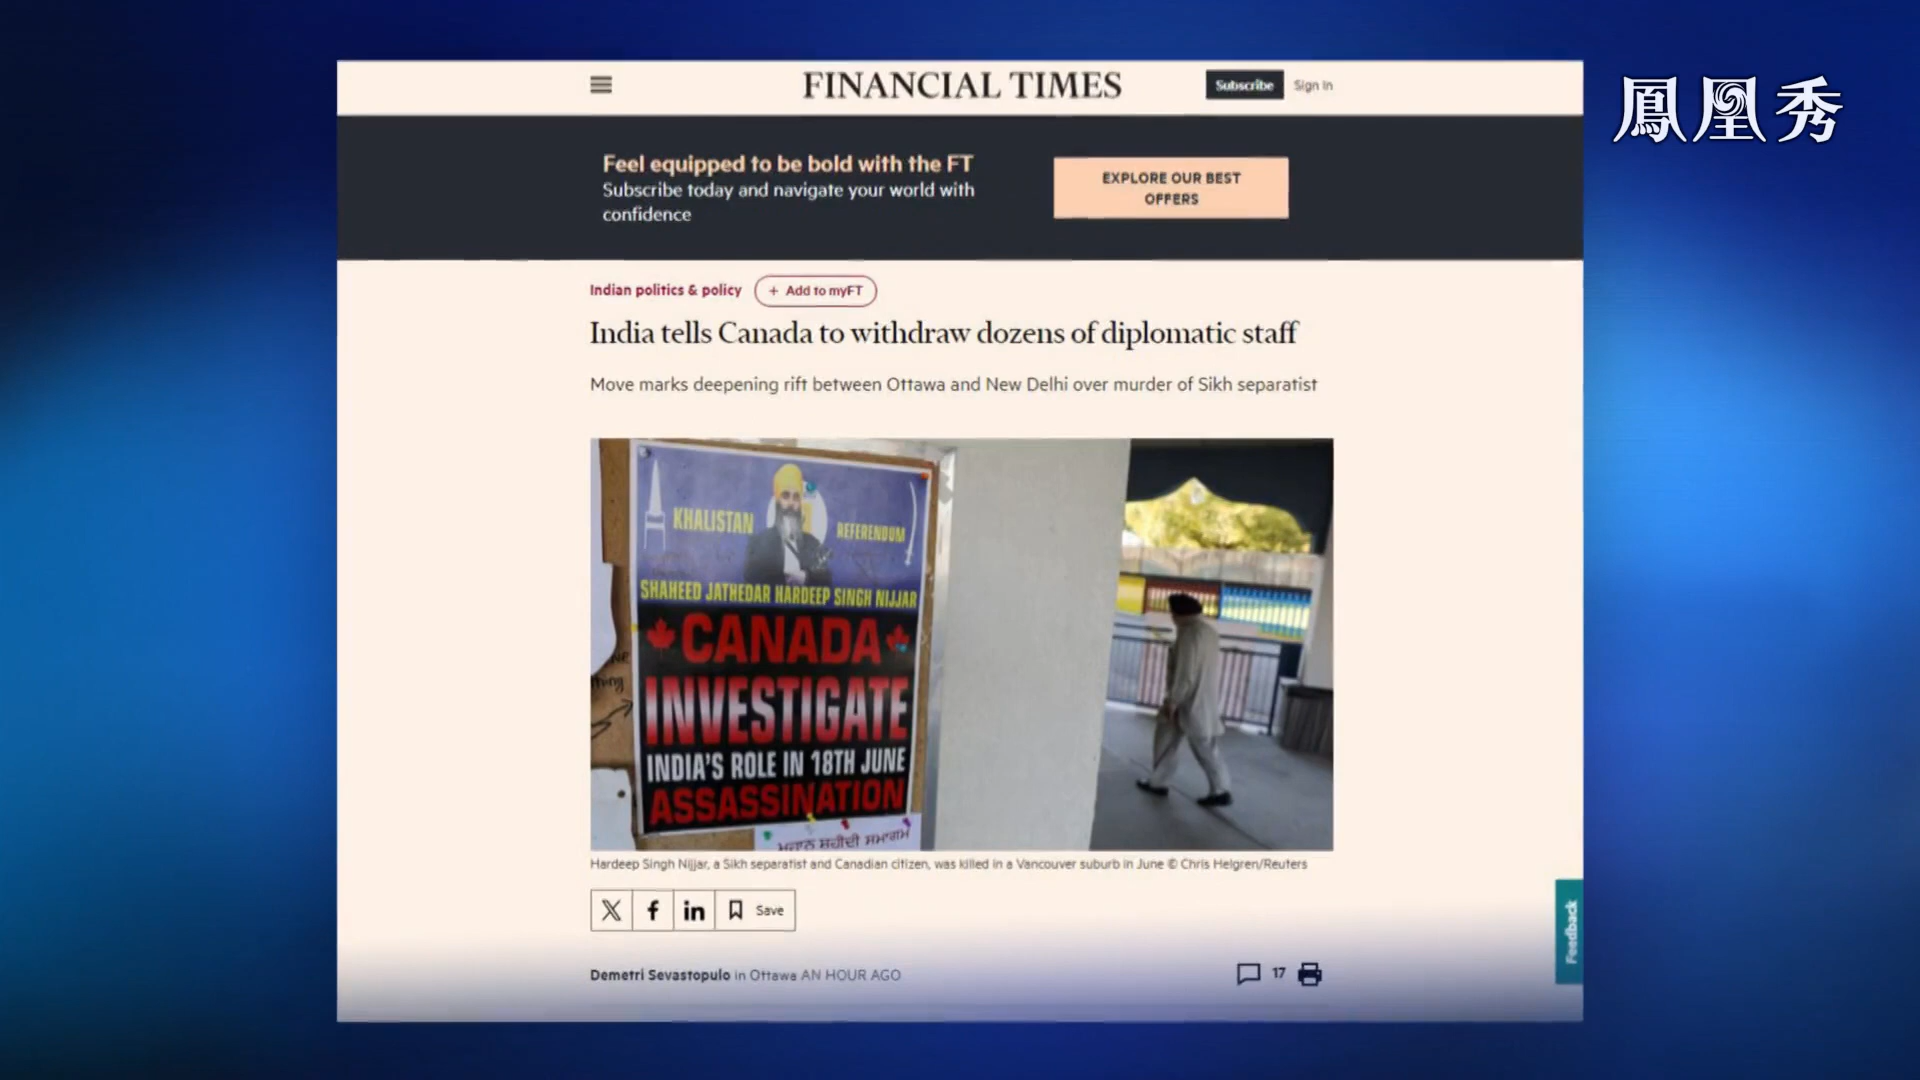 FINANCIAL TIMES
Subscribe
Sign In
鳳凰秀
Feel equipped to be bold with the FT
Subscribe today and navigate your world with
confidence
EXPLORE OUR BEST
OFFERS
Indian politics & policy
+ Add to myFT
India tells Canada to withdraw dozens of diplomatic staff
Move marks deepening rift between Ottawa and New Delhi over murder of Sikh separatist
KHALISTAN
REFERENDUM
SHAHEED JATHEDAR HARDEEP SINGH NIJJAR
CANADA
INVESTIGATE
INDIA'S ROLE IN 18TH JUNE
ASSASSINATION
ਸ਼ਹੀਦੀ ਸਮਾਗਮ
Hardeep Singh Nijjar, a Sikh separatist and Canadian citizen, was killed in a Vancouver suburb in June © Chris Helgren/Reuters
Save
Feedback
Demetri Sevastopulo in Ottawa AN HOUR AGO
17